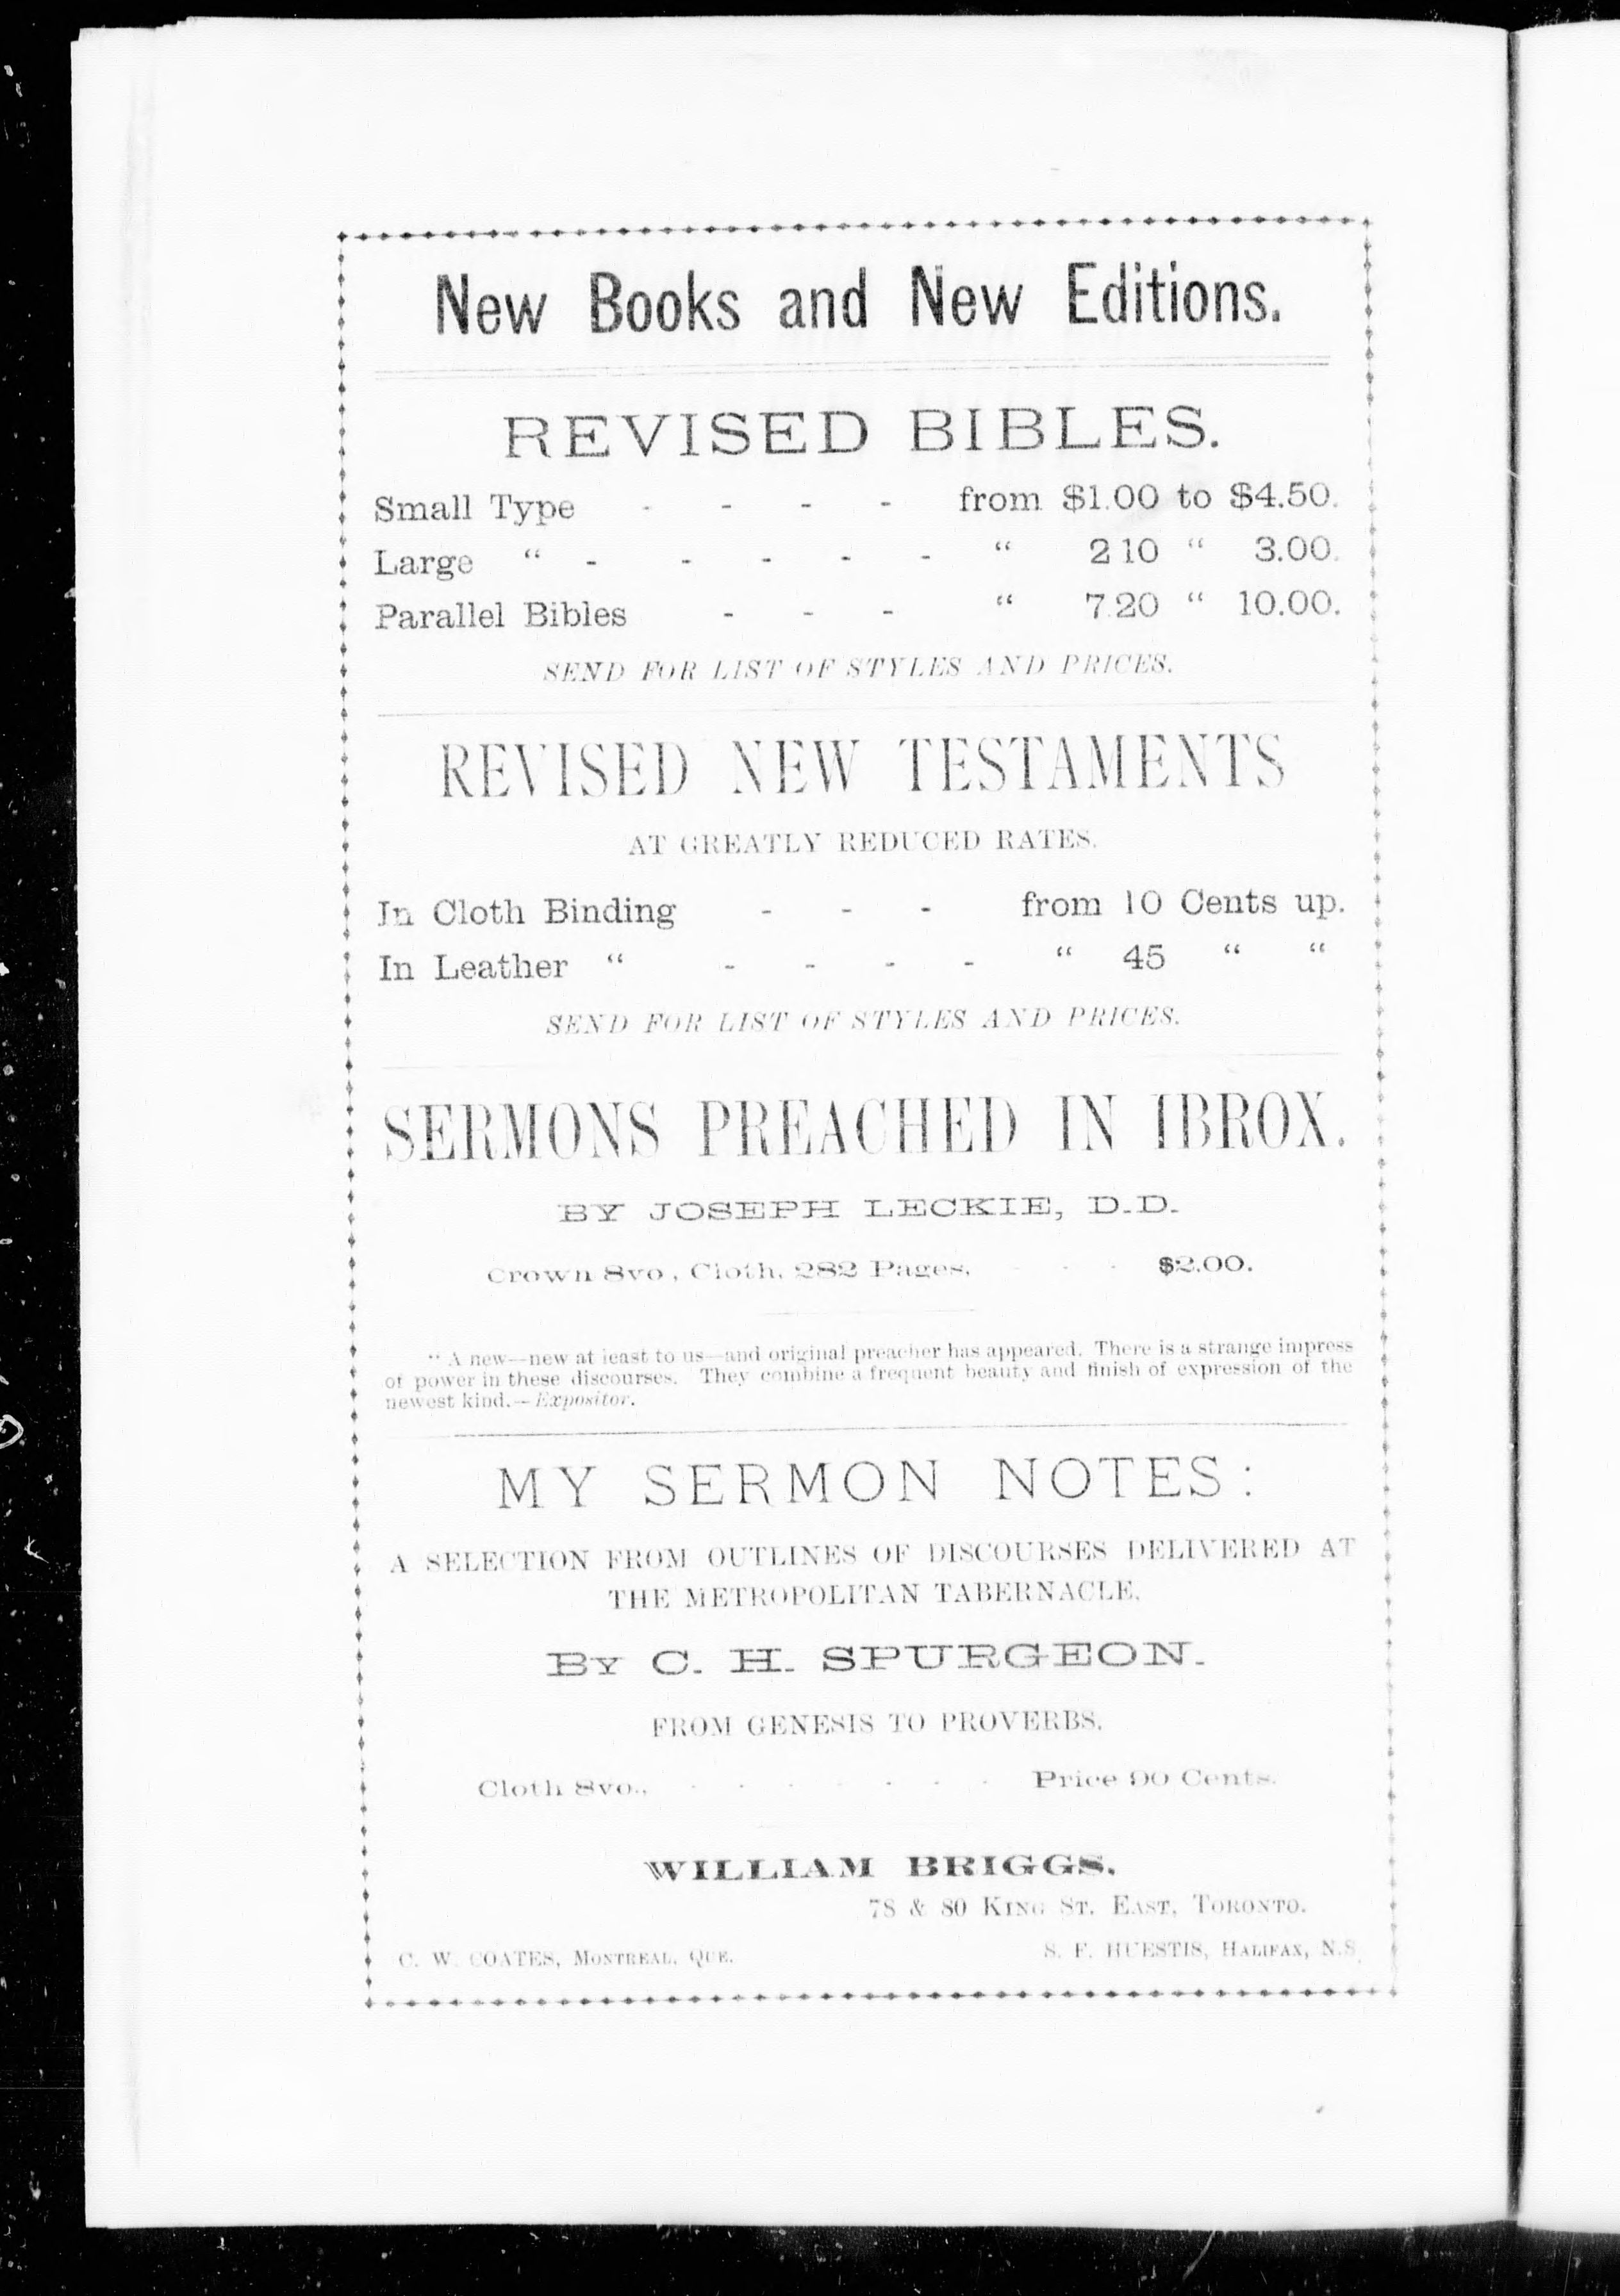 New Books and New Editions.
REVISED BIBLES.
Small Type - - - - from $1.00 to $4.50.
Large “ - - - - - “ 2 10 “ 3.00.
Parallel Bibles - - - “ 7.20 “ 10.00.
SEND FOR LIST OF STYLES AND PRICES.
REVISED NEW TESTAMENTS
AT GREATLY REDUCED RATES.
In Cloth Binding - - - from 10 Cents up.
In Leather “ - - - - “ 45 “ “
SEND FOR LIST OF STYLES AND PRICES.
SERMONS PREACHED IN IBROX.
BY JOSEPH LECKIE, D.D.
Crown 8vo, Cloth. 282 Pages, - - - $2.00.
“ A new—new at least to us—and original preacher has appeared. There is a strange impress
of power in these discourses. They combine a frequent beauty and finish of expression of the
newest kind.—Expositor.
MY SERMON NOTES:
A SELECTION FROM OUTLINES OF DISCOURSES DELIVERED AT
THE METROPOLITAN TABERNACLE.
BY C. H. SPURGEON.
FROM GENESIS TO PROVERBS.
Cloth 8vo., - - - - - - - Price 90 Cents.
WILLIAM BRIGGS,
78 & 80 KING ST. EAST, TORONTO.
C. W. COATES, MONTREAL, QUE. S. F. HUESTIS, HALIFAX, N.S.